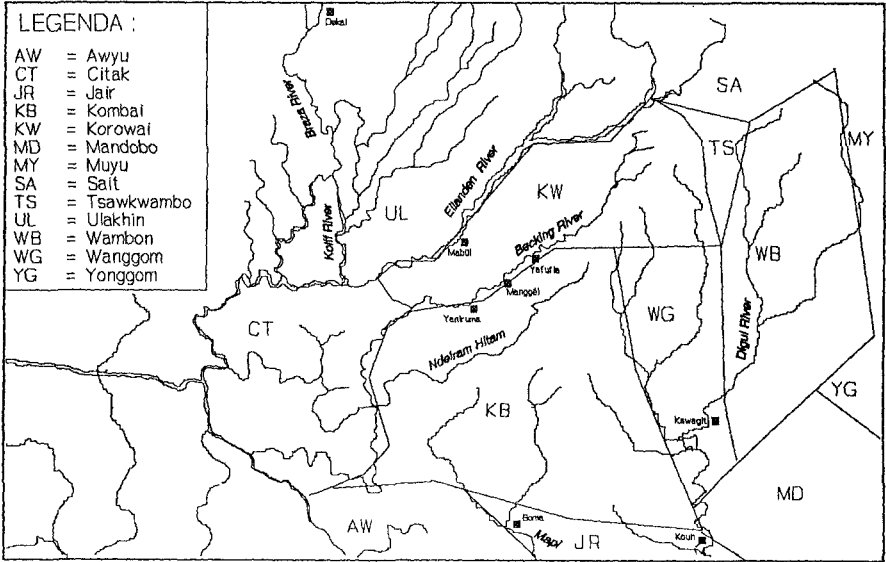 LEGENDA :
AW = Awyu
CT = Citak
JR = Jair
KB = Kombai
KW = Korowai
MD = Mandobo
MY = Muyu
SA = Sait
TS = Tsawkwambo
UL = Ulakhin
WB = Wambon
WG = Wanggom
YG = Yonggom
Dekai
Braza River
SA
TS
MY
Kolff River
UL
Eilanden River
KW
Becking River
Mabül
Yafufla
Manggél
Yaniruma
WB
WG
CT
Ndeiram Hitam
Digul River
KB
YG
Kawagit
MD
AW
Boma
Mapi
JR
Kouh